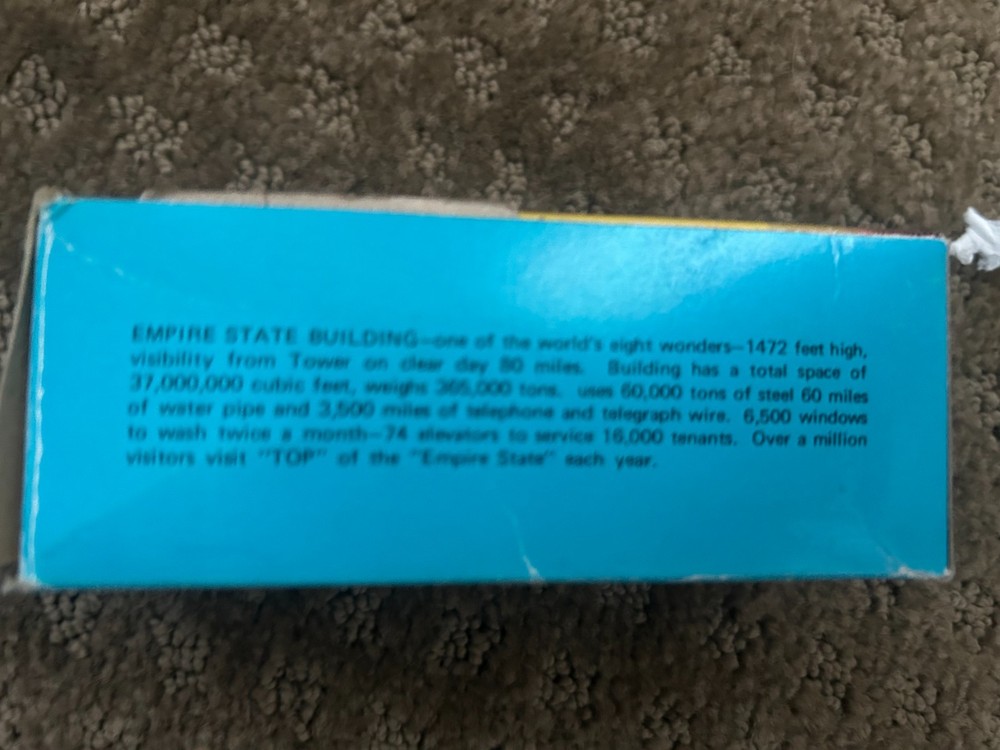 EMPIRE STATE BUILDING—one of the world's eight wonders—1472 feet high,
visibility from Tower on clear day 80 miles. Building has a total space of
37,000,000 cubic feet, weighs 365,000 tons. uses 60,000 tons of steel 60 miles
of water pipe and 3,500 miles of telephone and telegraph wire. 6,500 windows
to wash twice a month—74 elevators to service 16,000 tenants. Over a million
visitors visit "TOP" of the "Empire State" each year.